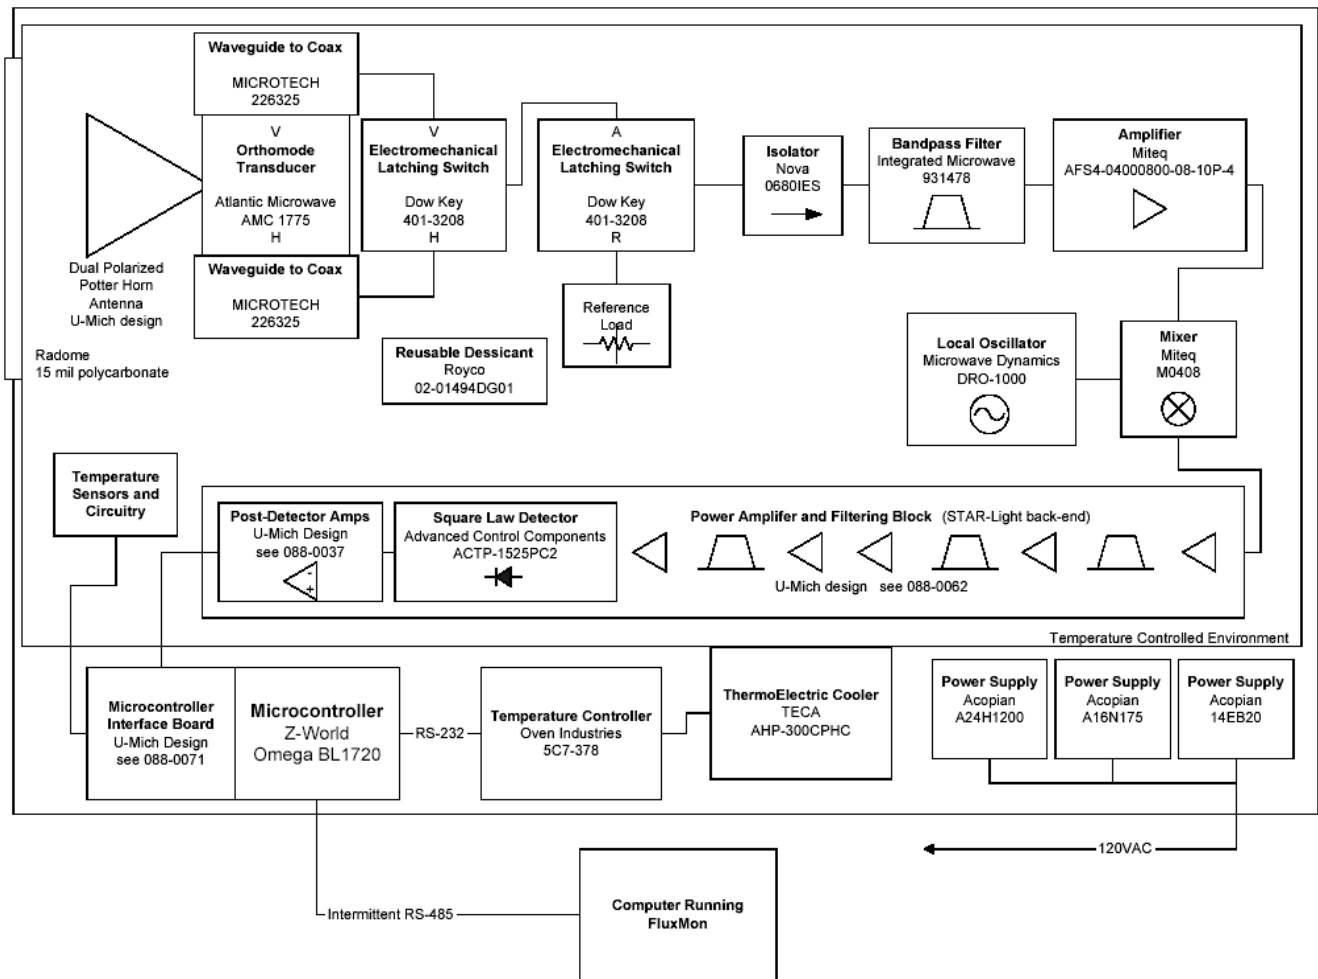 Waveguide to Coax
MICROTECH
226325
V
Orthomode
Transducer
Atlantic Microwave
AMC 1775
H
Waveguide to Coax
MICROTECH
226325
Dual Polarized
Potter Horn
Antenna
U-Mich design
Radome
15 mil polycarbonate
V
Electromechanical
Latching Switch
Dow Key
401-3208
H
A
Electromechanical
Latching Switch
Dow Key
401-3208
R
Reference
Load
Reusable Dessicant
Royco
02-01494DG01
Isolator
Nova
0680IES
Bandpass Filter
Integrated Microwave
931478
Amplifier
Miteq
AFS4-04000800-08-10P-4
Local Oscillator
Microwave Dynamics
DRO-1000
Mixer
Miteq
M0408
Temperature
Sensors and
Circuitry
Post-Detector Amps
U-Mich Design
see 088-0037
-
+
Square Law Detector
Advanced Control Components
ACTP-1525PC2
Power Amplifer and Filtering Block (STAR-Light back-end)
U-Mich design see 088-0062
Temperature Controlled Environment
Microcontroller
Interface Board
U-Mich Design
see 088-0071
Microcontroller
Z-World
Omega BL1720
RS-232
Temperature Controller
Oven Industries
5C7-378
ThermoElectric Cooler
TECA
AHP-300CPHC
Power Supply
Acopian
A24H1200
Power Supply
Acopian
A16N175
Power Supply
Acopian
14EB20
120VAC
Intermittent RS-485
Computer Running
FluxMon